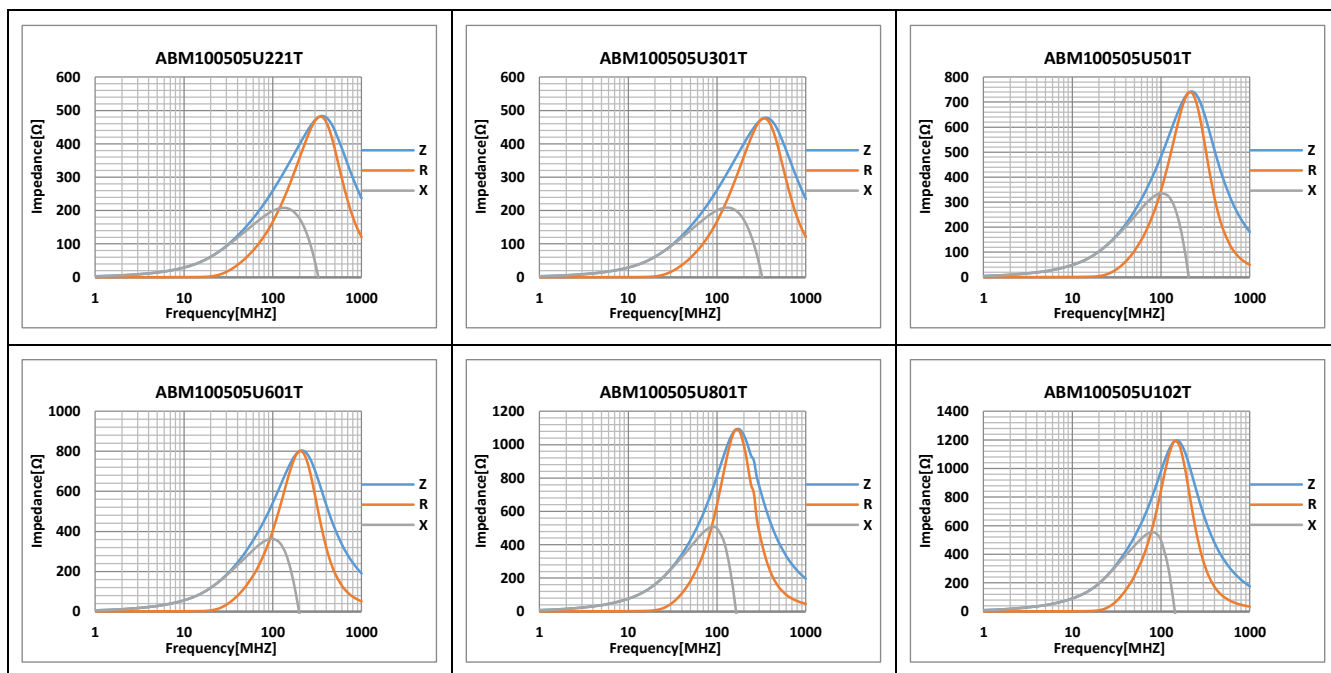 ABM100505U221T
600
500
400
300
200
100
0
Impedance[Ω]
1 10 100 1000
Frequency[MHZ]
Z
R
X
ABM100505U301T
600
500
400
300
200
100
0
Impedance[Ω]
1 10 100 1000
Frequency[MHZ]
Z
R
X
ABM100505U501T
800
700
600
500
400
300
200
100
0
Impedance[Ω]
1 10 100 1000
Frequency[MHZ]
Z
R
X
ABM100505U601T
1000
800
600
400
200
0
Impedance[Ω]
1 10 100 1000
Frequency[MHZ]
Z
R
X
ABM100505U801T
1200
1000
800
600
400
200
0
Impedance[Ω]
1 10 100 1000
Frequency[MHZ]
Z
R
X
ABM100505U102T
1400
1200
1000
800
600
400
200
0
Impedance[Ω]
1 10 100 1000
Frequency[MHZ]
Z
R
X